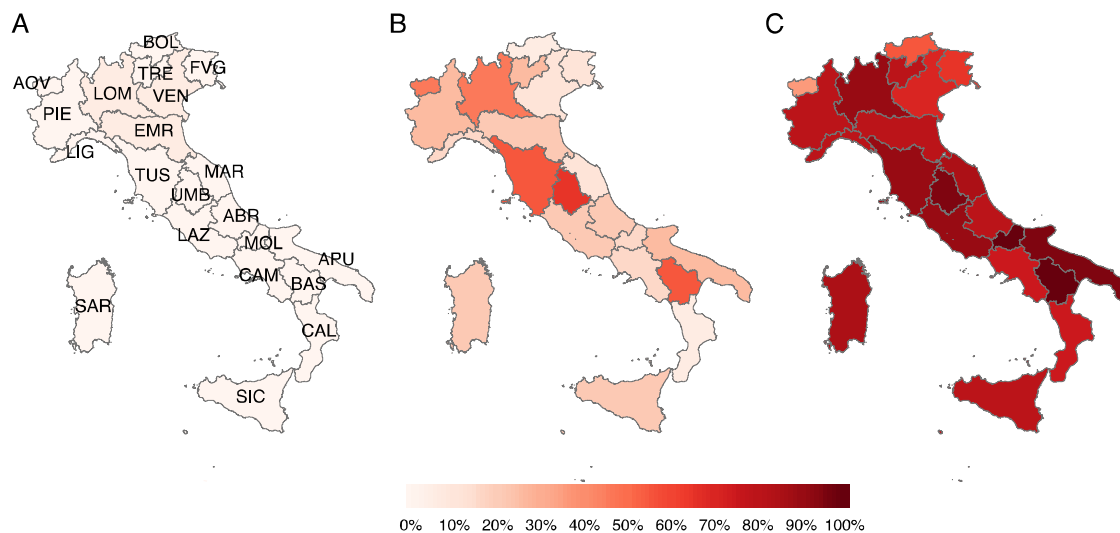 A B C
BOL
AOV TRE FVG
LOM VEN
PIE
EMR
LIG
TUS MAR
UMB
ABR
LAZ MOL
APU
CAM BAS
SAR
CAL
SIC
0% 10% 20% 30% 40% 50% 60% 70% 80% 90% 100%